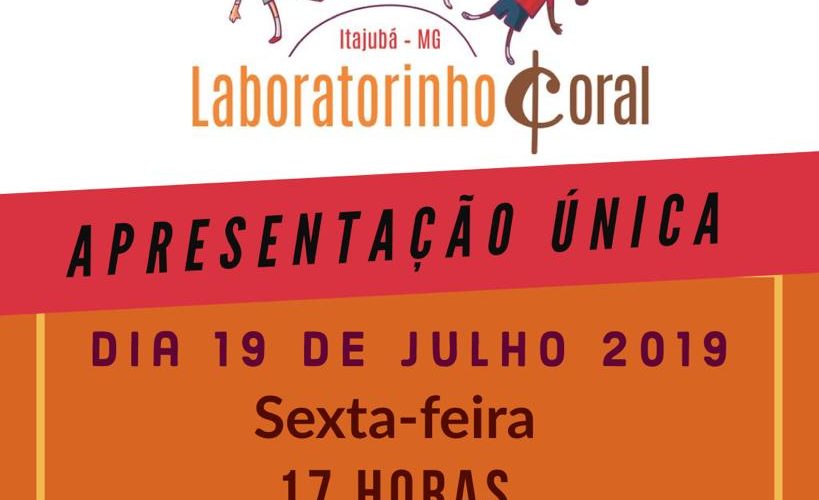 Itajubá - MG
Laboratorinho Coral
APRESENTAÇÃO ÚNICA
DIA 19 DE JULHO 2019
Sexta-feira
17 HORAS